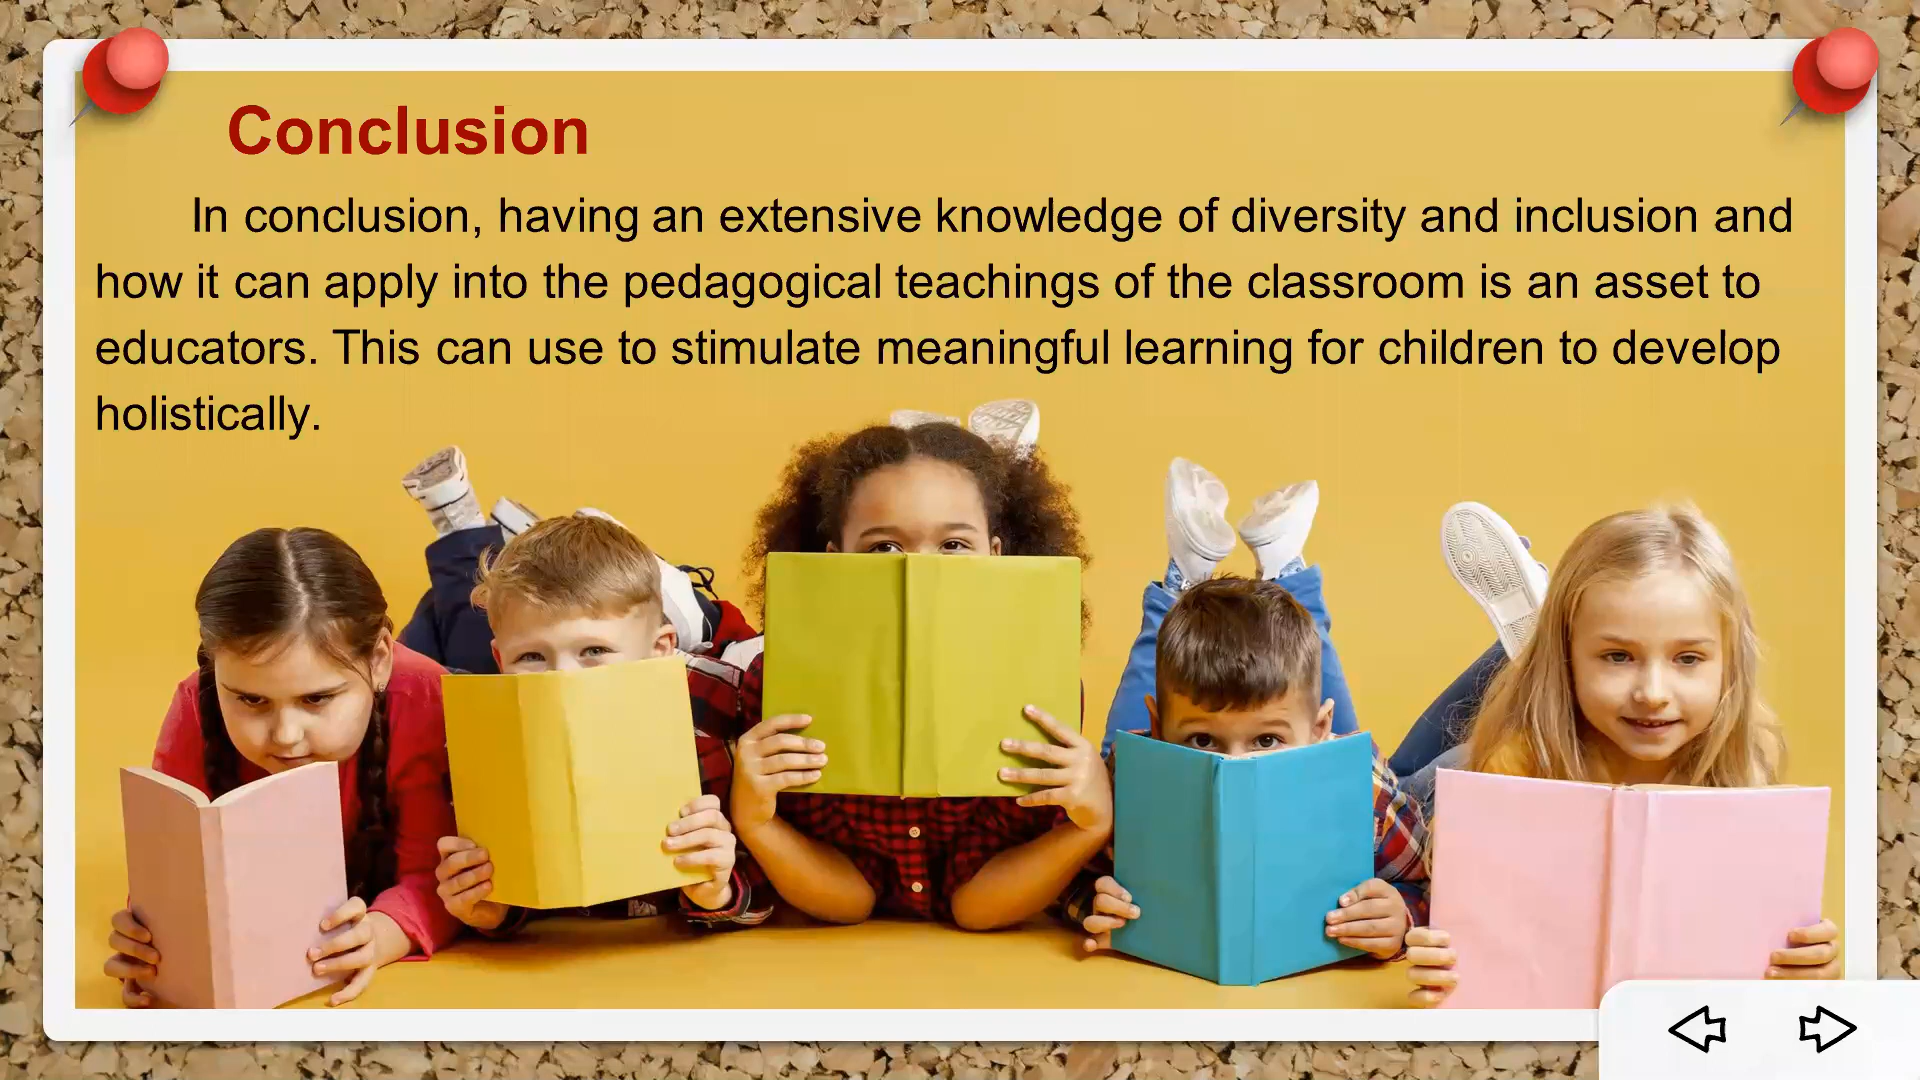 Conclusion
In conclusion, having an extensive knowledge of diversity and inclusion and
how it can apply into the pedagogical teachings of the classroom is an asset to
educators. This can use to stimulate meaningful learning for children to develop
holistically.